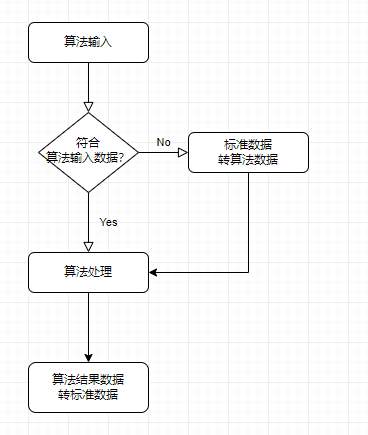 算法输入
符合
算法输入数据?
No
标准数据
转算法数据
Yes
算法处理
算法结果数据
转标准数据